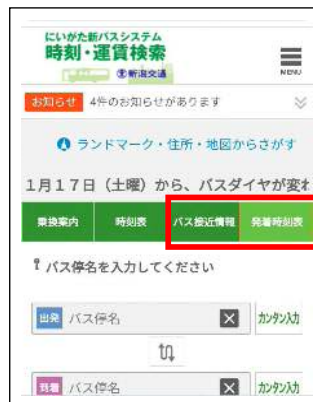 にいがた新バスシステム
時刻・運賃検索
新潟交通
MENU
お知らせ 4件のお知らせがあります
ランドマーク・住所・地図からさがす
1月17日（土曜）から、バスダイヤが変わ
乗換案内 時刻表 バス接近情報 発着時刻表
バス停名を入力してください
出発 バス停名 カンタン入力
到着 バス停名 カンタン入力